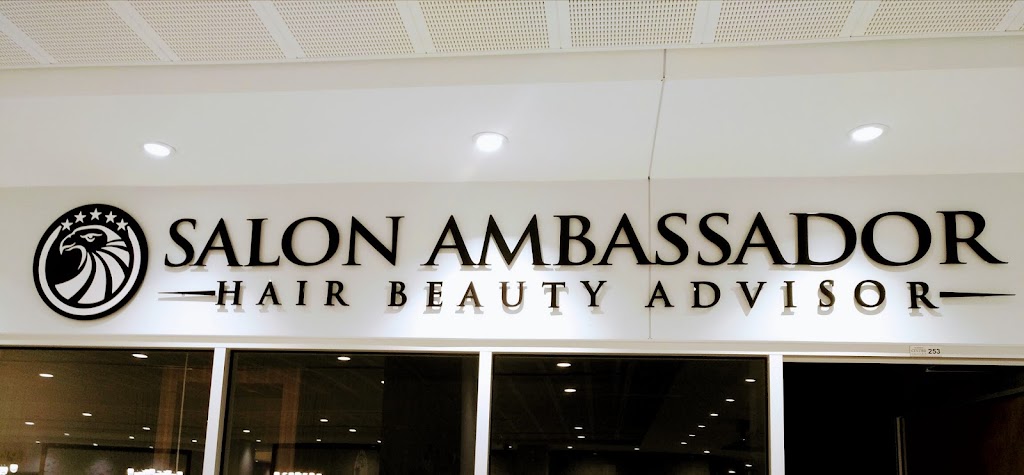 SALON AMBASSADOR
HAIR BEAUTY ADVISOR
253